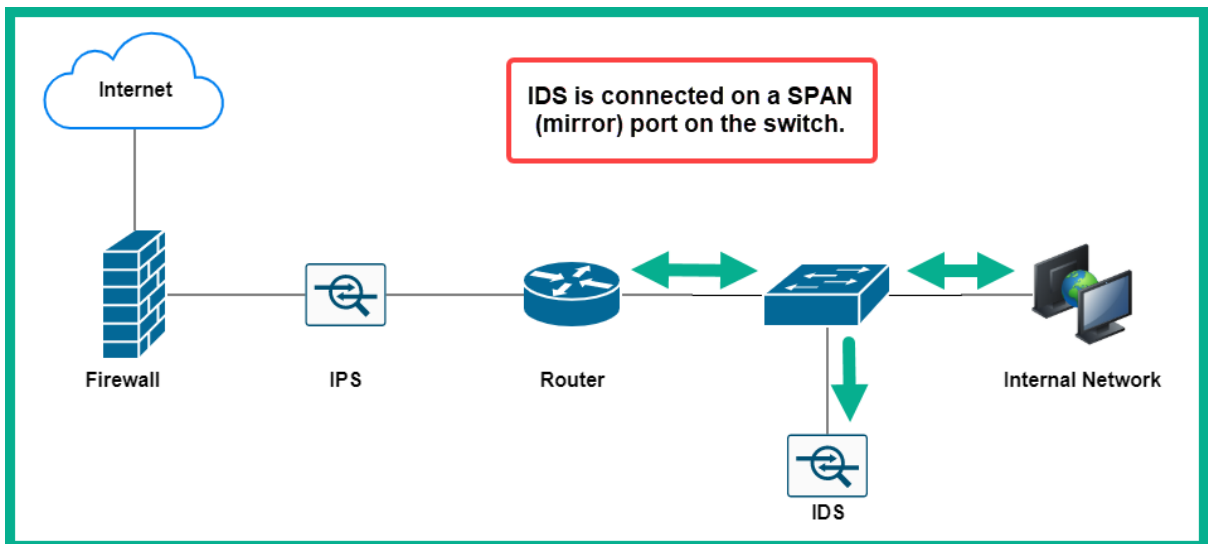 Internet
IDS is connected on a SPAN
(mirror) port on the switch.
Firewall
IPS
Router
Internal Network
IDS